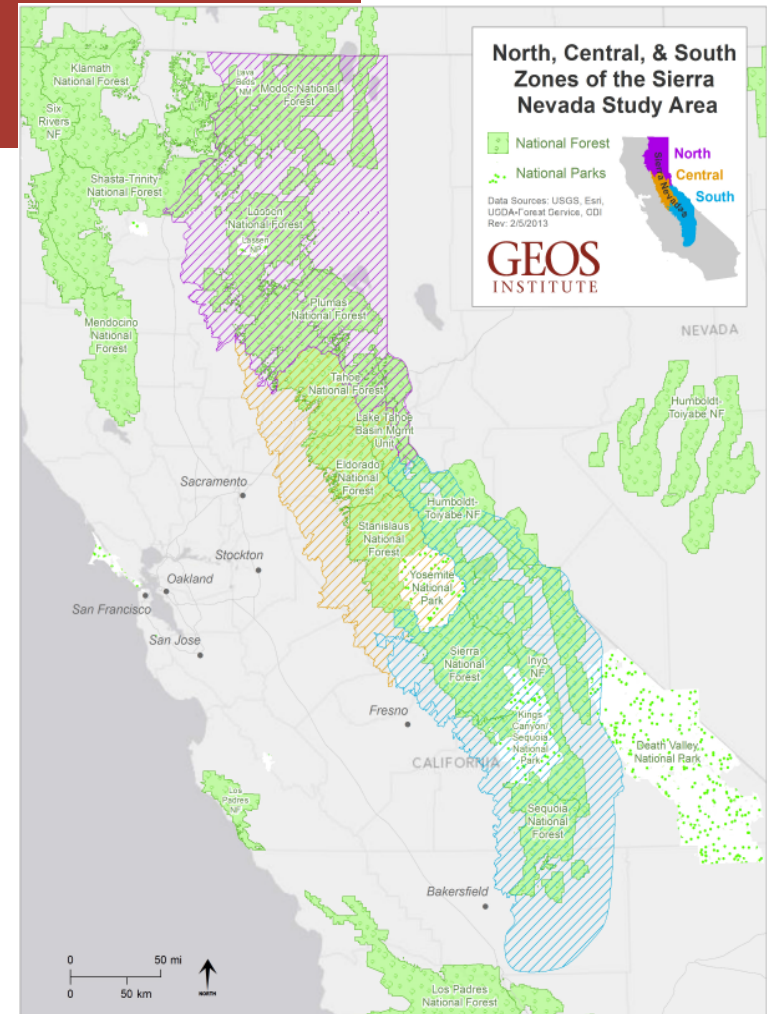 North, Central, & South
Zones of the Sierra
Nevada Study Area
National Forest
National Parks
Data Sources: USGS, Esri,
USDA-Forest Service, CDI
Rev: 2/5/2013
GEOS
INSTITUTE
North
Central
South
Sierra Nevadas
Klamath
National Forest
Lava
Beds
NM
Modoc National
Forest
Six
Rivers
NF
Shasta-Trinity-
National Forest
Lassen
National Forest
Lassen
NP
Plumas
National Forest
Mendocino
National
Forest
NEVADA
Tahoe
National Forest
Humboldt-
Toiyabe NF
Lake Tahoe
Basin Mgmt
Unit
Eldorado
National
Forest
Sacramento
Humboldt-
Toiyabe NF
Stanislaus
National
Forest
Stockton
Oakland
Yosemite
National
Park
San Francisco
San Jose
Sierra
National
Forest
Inyo
NF
Fresno
Kings
Canyon/
Sequoia
National
Park
CALIFORNIA
Death Valley
National Park
Los
Padres
NF
Sequoia
National
Forest
Bakersfield
0 50 mi
0 50 km
NORTH
Los Padres
National Forest